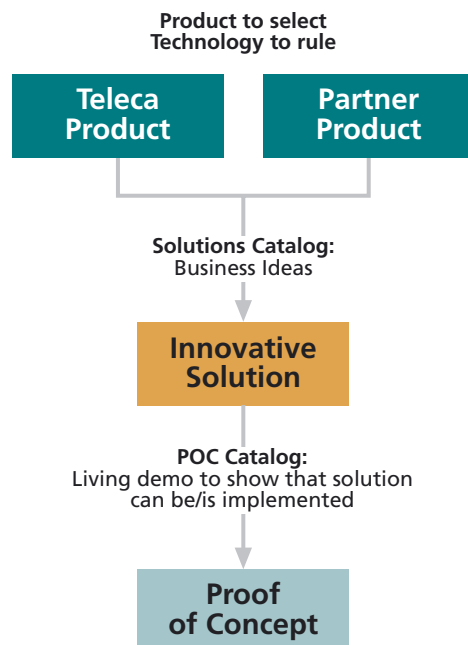 Product to select
Technology to rule
Teleca
Product
Partner
Product
Solutions Catalog:
Business Ideas
Innovative
Solution
POC Catalog:
Living demo to show that solution
can be/is implemented
Proof
of Concept